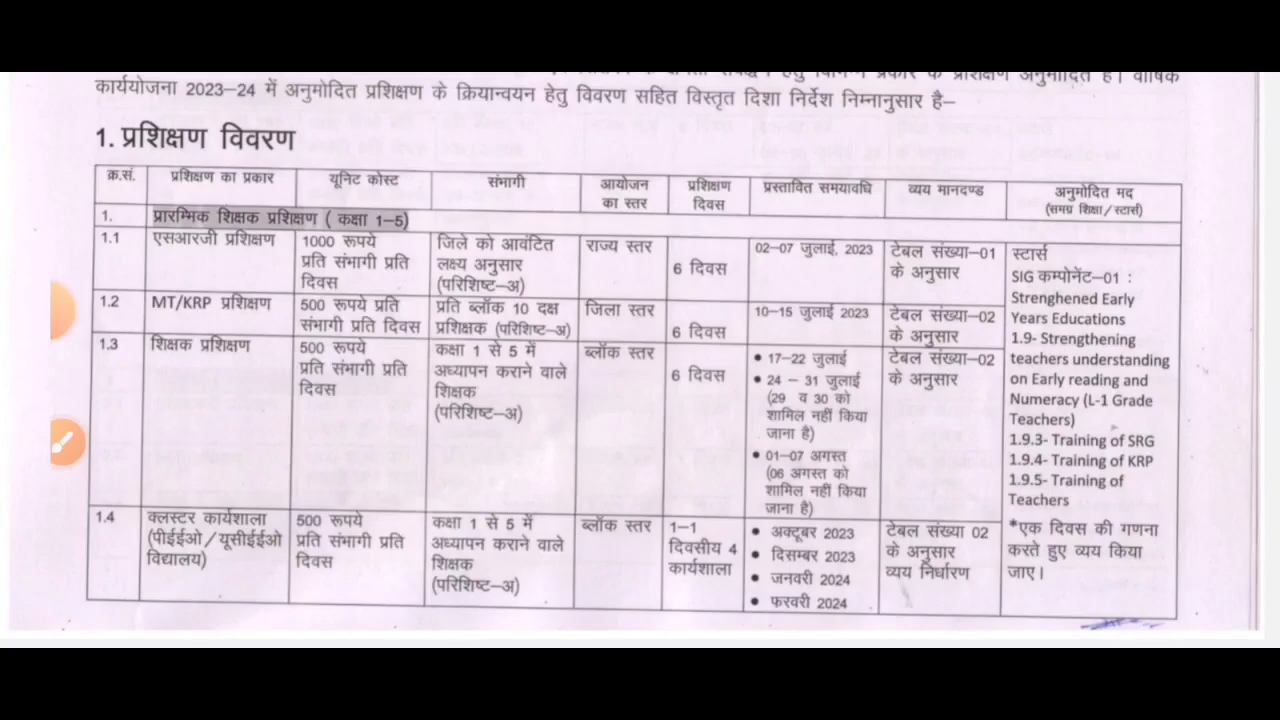 प्रशिक्षण अनुमोदित है। वार्षिक
कार्ययोजना 2023–24 में अनुमोदित प्रशिक्षण के क्रियान्वयन हेतु विवरण सहित विस्तृत दिशा निर्देश निम्नानुसार है–
1. प्रशिक्षण विवरण
क्र.सं. प्रशिक्षण का प्रकार यूनिट कोस्ट संभागी आयोजन का स्तर प्रशिक्षण दिवस प्रस्तावित समयावधि व्यय मानदण्ड अनुमोदित मद (समग्र शिक्षा/स्टार्स)
1. प्रारम्भिक शिक्षक प्रशिक्षण ( कक्षा 1–5)
1.1 एसआरजी प्रशिक्षण
1000 रूपये
प्रति संभागी प्रति
दिवस
जिले को आवंटित
लक्ष्य अनुसार
(परिशिष्ट–अ)
राज्य स्तर
6 दिवस
02–07 जुलाई, 2023
टेबल संख्या–01
के अनुसार
1.2 MT/KRP प्रशिक्षण
500 रूपये प्रति
संभागी प्रति दिवस
प्रति ब्लॉक 10 दक्ष
प्रशिक्षक (परिशिष्ट–अ)
जिला स्तर
6 दिवस
10–15 जुलाई 2023
टेबल संख्या–02
के अनुसार
1.3 शिक्षक प्रशिक्षण
500 रूपये
प्रति संभागी प्रति
दिवस
कक्षा 1 से 5 में
अध्यापन कराने वाले
शिक्षक
(परिशिष्ट–अ)
ब्लॉक स्तर
6 दिवस
• 17–22 जुलाई
• 24 – 31 जुलाई
(29 व 30 को
शामिल नहीं किया
जाना है)
• 01–07 अगस्त
(06 अगस्त को
शामिल नहीं किया
जाना है)
टेबल संख्या–02
के अनुसार
स्टार्स
SIG कम्पोनेंट–01 :
Strenghened Early
Years Educations
1.9- Strengthening
teachers understanding
on Early reading and
Numeracy (L-1 Grade
Teachers)
1.9.3- Training of SRG
1.9.4- Training of KRP
1.9.5- Training of
Teachers
1.4 क्लस्टर कार्यशाला
(पीईईओ/यूसीईईओ
विद्यालय)
500 रूपये
प्रति संभागी प्रति
दिवस
कक्षा 1 से 5 में
अध्यापन कराने वाले
शिक्षक
(परिशिष्ट–अ)
ब्लॉक स्तर
1–1
दिवसीय 4
कार्यशाला
• अक्टूबर 2023
• दिसम्बर 2023
• जनवरी 2024
• फरवरी 2024
टेबल संख्या 02
के अनुसार
व्यय निर्धारण
*एक दिवस की गणना
करते हुए व्यय किया
जाए।